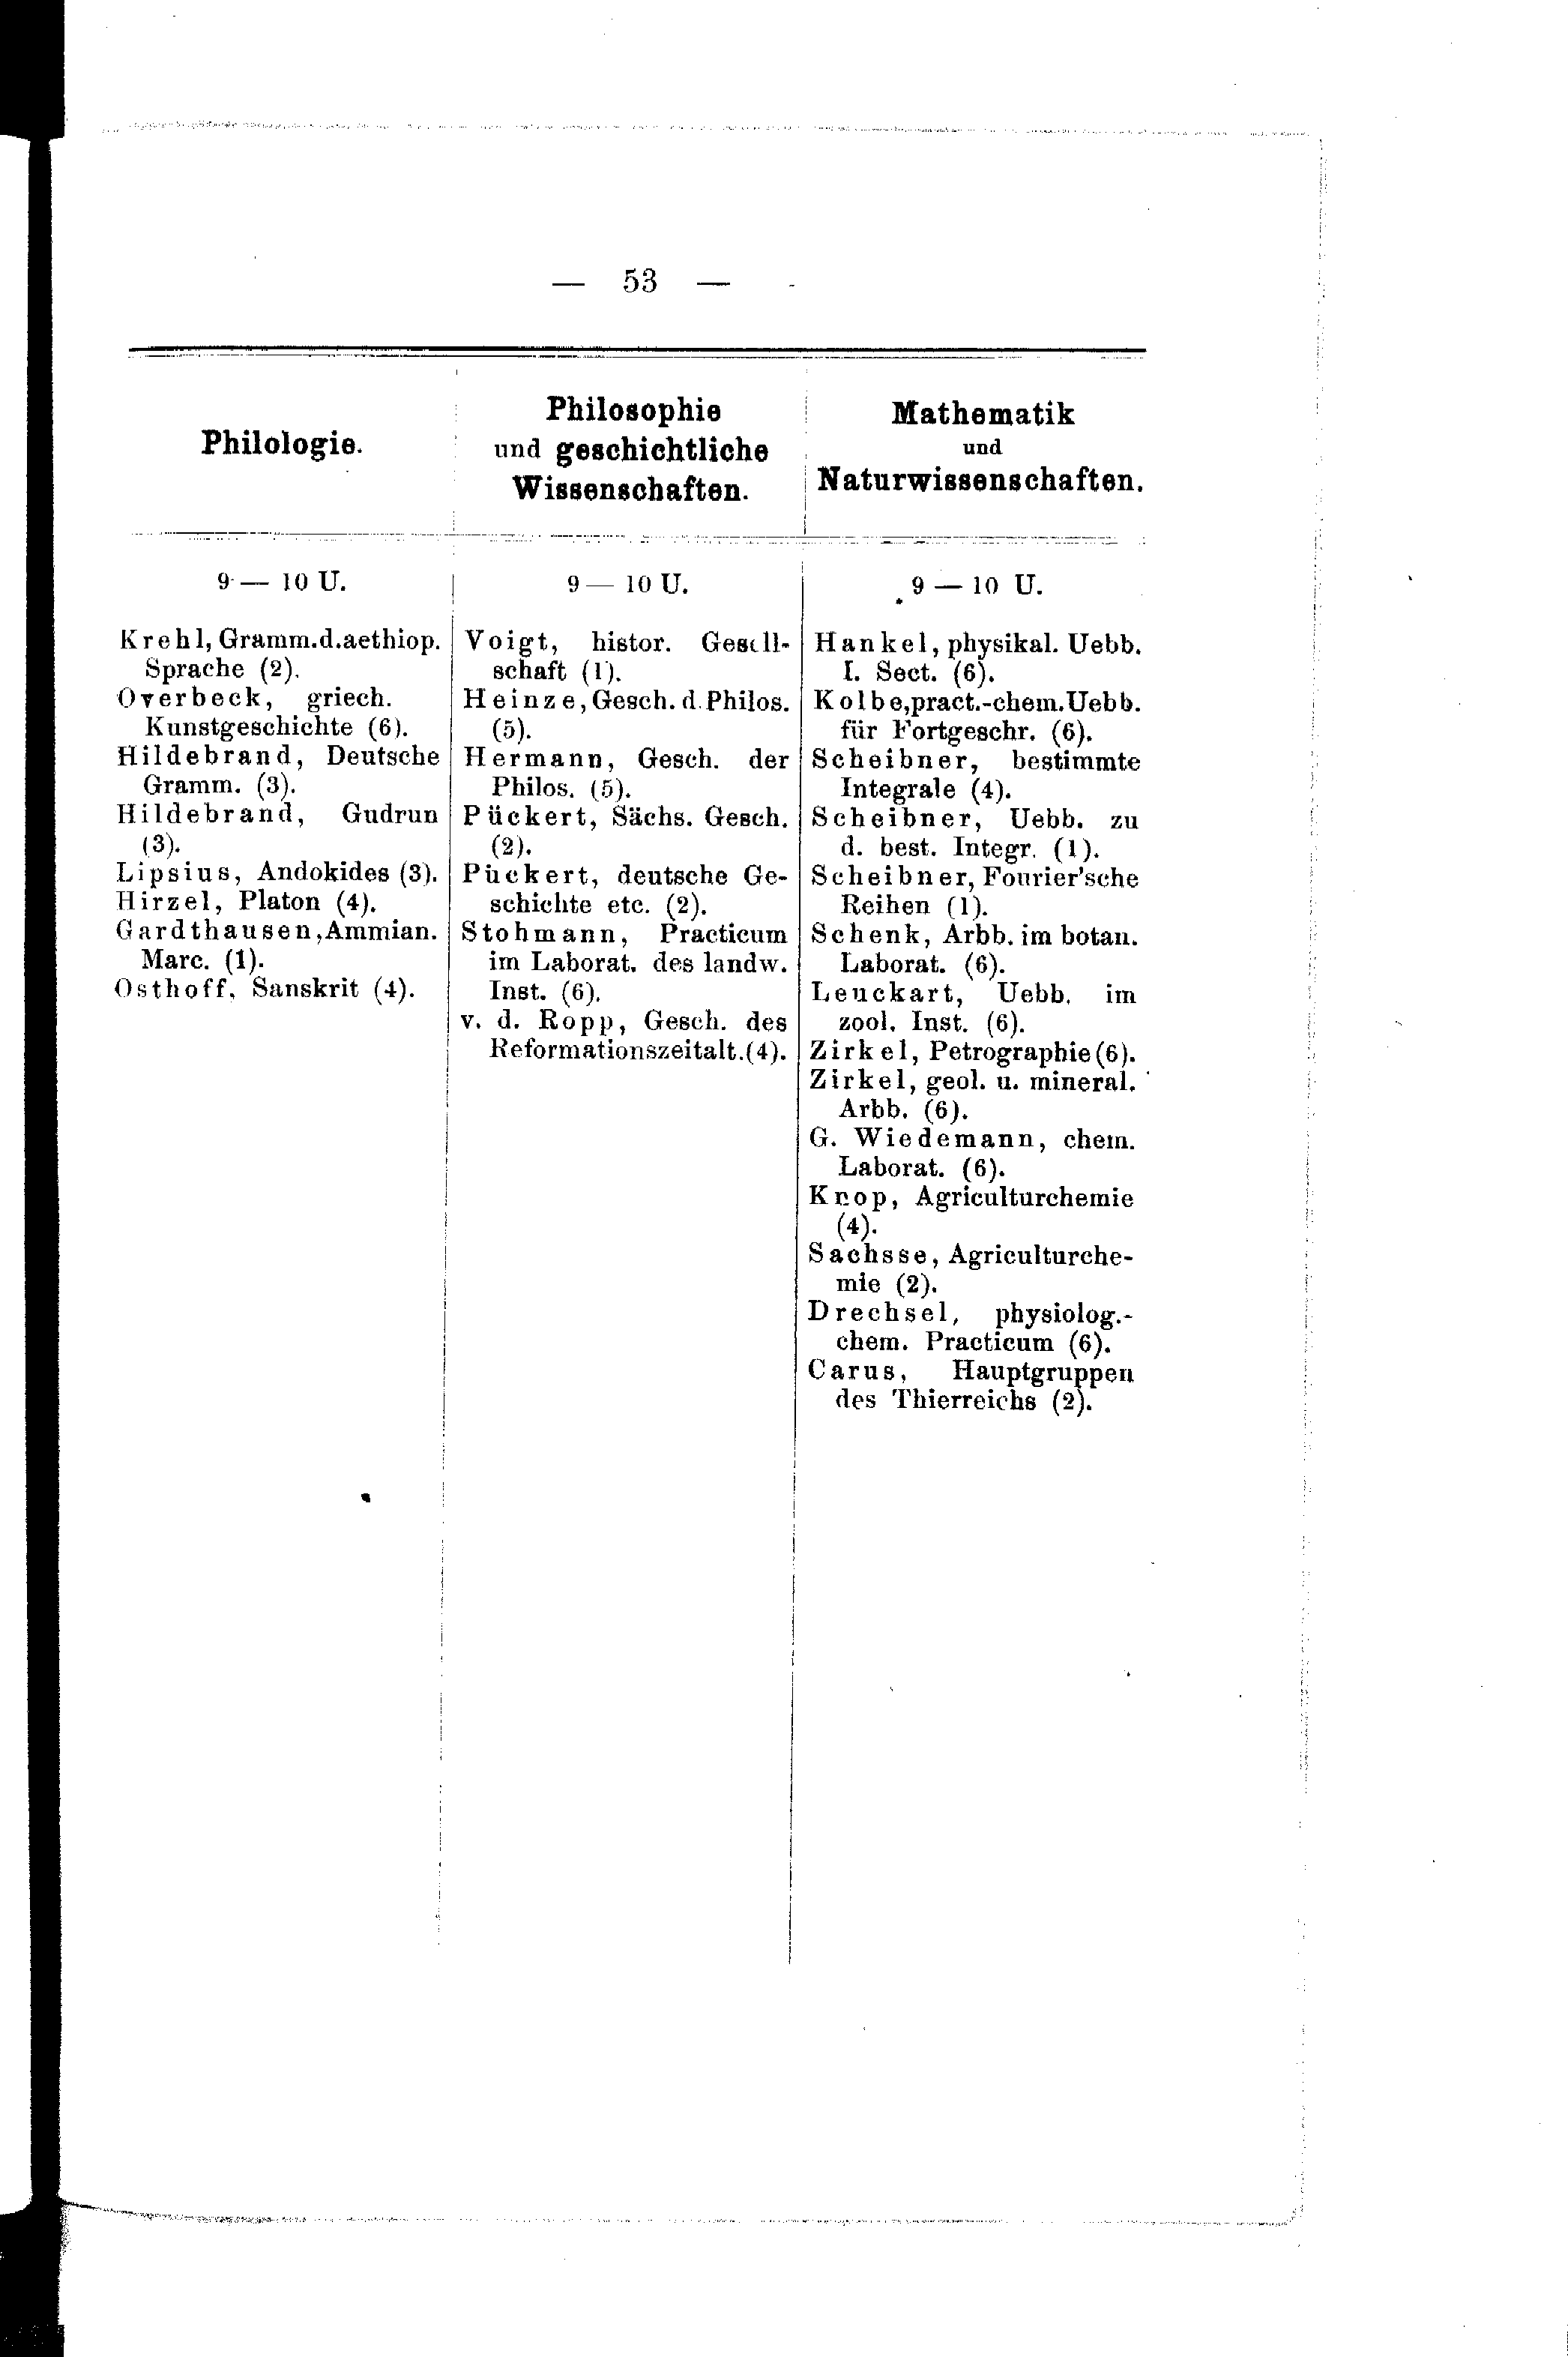 — 53 —
Philologie.
9 — 10 U.
Krehl, Gramm. d. aethiop.
Sprache (2).
Overbeck, griech.
Kunstgeschichte (6).
Hildebrand, Deutsche
Gramm. (3).
Hildebrand, Gudrun
(3).
Lipsius, Andokides (3).
Hirzel, Platon (4).
Gardthausen, Ammian.
Marc. (1).
Osthoff, Sanskrit (4).
Philosophie
und geschichtliche
Wissenschaften.
9 — 10 U.
Voigt, histor. Gesell-
schaft (1).
Heinze, Gesch. d. Philos.
(5).
Hermann, Gesch. der
Philos. (5).
Pückert, Sächs. Gesch.
(2).
Pückert, deutsche Ge-
schichte etc. (2).
Stohmann, Practicum
im Laborat. des landw.
Inst. (6).
v. d. Ropp, Gesch. des
Reformationszeitalt. (4).
Mathematik
und
Naturwissenschaften.
9 — 10 U.
Hankel, physikal. Uebb.
I. Sect. (6).
Kolbe, pract.-chem. Uebb.
für Fortgeschr. (6).
Scheibner, bestimmte
Integrale (4).
Scheibner, Uebb. zu
d. best. Integr. (1).
Scheibner, Fourier'sche
Reihen (1).
Schenk, Arbb. im botan.
Laborat. (6).
Leuckart, Uebb. im
zool. Inst. (6).
Zirkel, Petrographie (6).
Zirkel, geol. u. mineral.
Arbb. (6).
G. Wiedemann, chem.
Laborat. (6).
Knop, Agriculturchemie
(4).
Sachsse, Agriculturche-
mie (2).
Drechsel, physiolog.-
chem. Practicum (6).
Carus, Hauptgruppen
des Thierreichs (2).